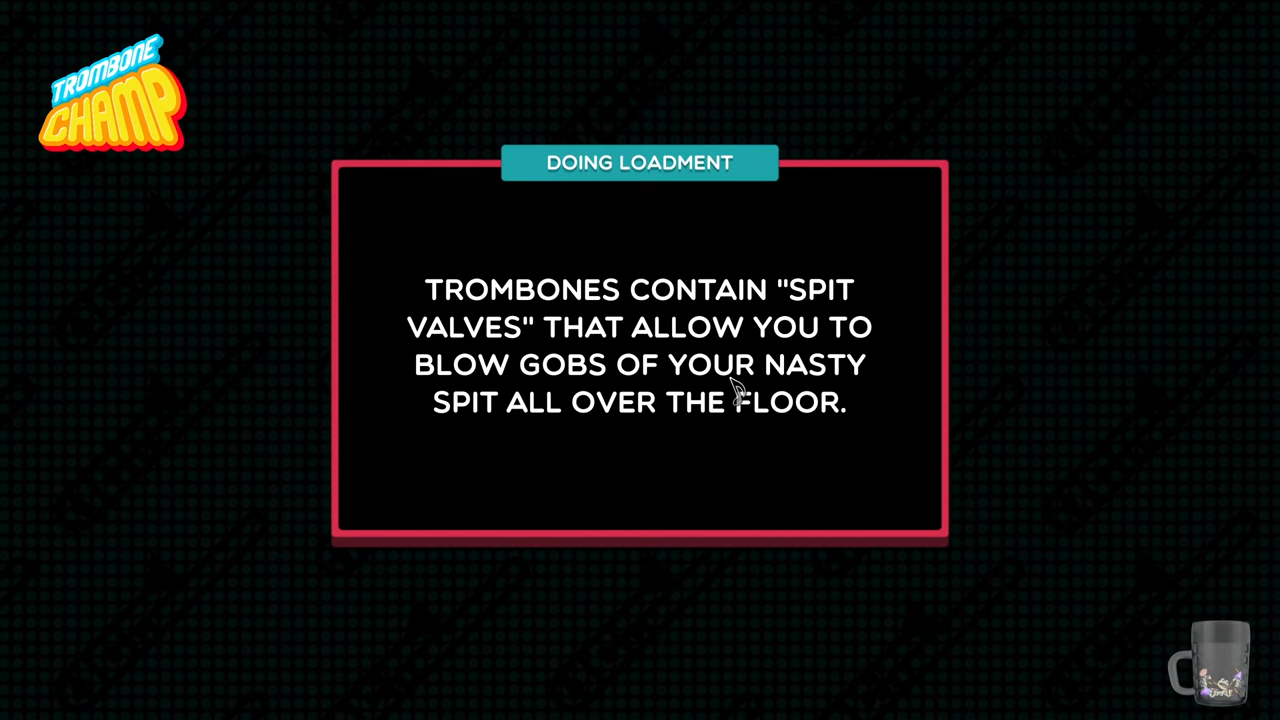 TROMBONE
CHAMP
DOING LOADMENT
TROMBONES CONTAIN "SPIT
VALVES" THAT ALLOW YOU TO
BLOW GOBS OF YOUR NASTY
SPIT ALL OVER THE FLOOR.